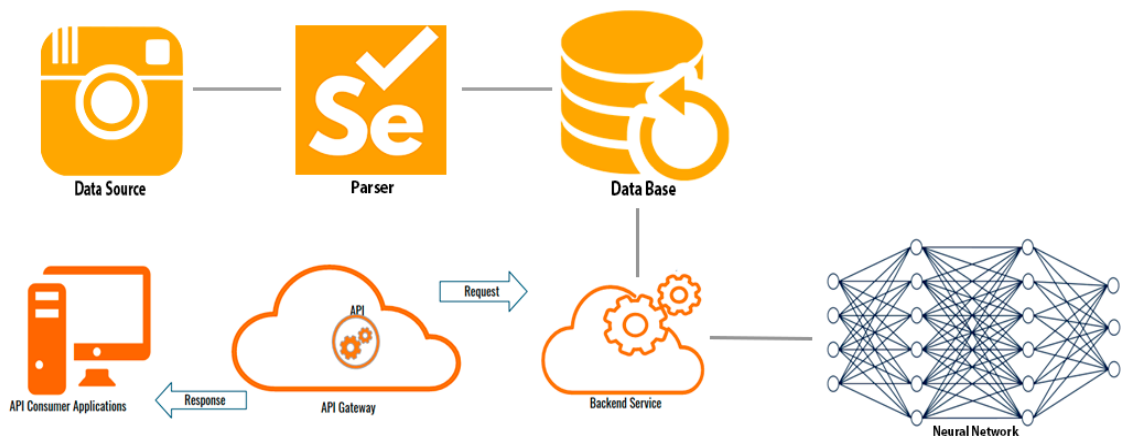 Se
Data Source
Parser
Data Base
API
Request
Response
API Consumer Applications
API Gateway
Backend Service
Neural Network